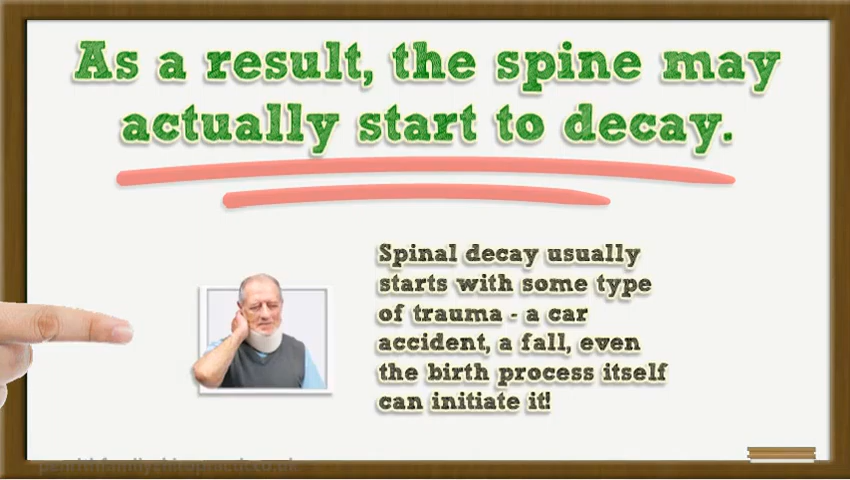 As a result, the spine may
actually start to decay.
Spinal decay usually
starts with some type
of trauma - a car
accident, a fall, even
the birth process itself
can initiate it!